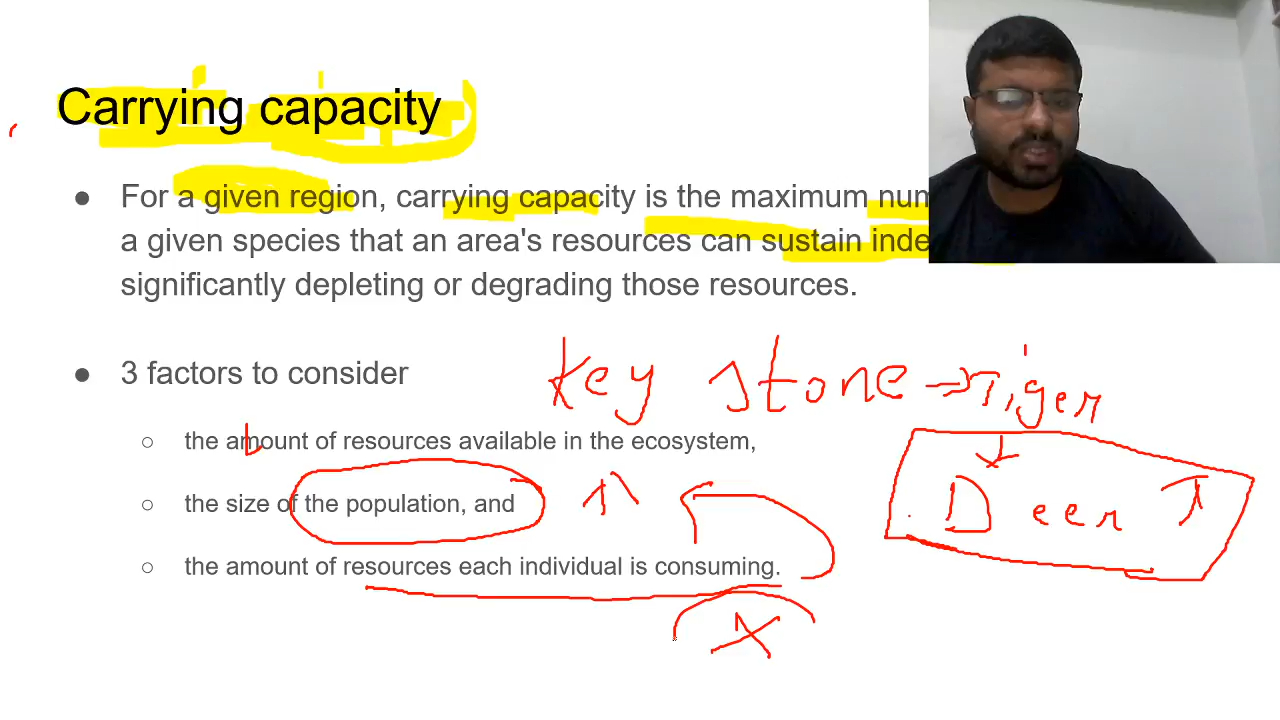 Carrying capacity
● For a given region, carrying capacity is the maximum num
a given species that an area's resources can sustain inde
significantly depleting or degrading those resources.
● 3 factors to consider
key stone → Tiger
○ the amount of resources available in the ecosystem,
○ the size of the population, and
Deer ↑
○ the amount of resources each individual is consuming.